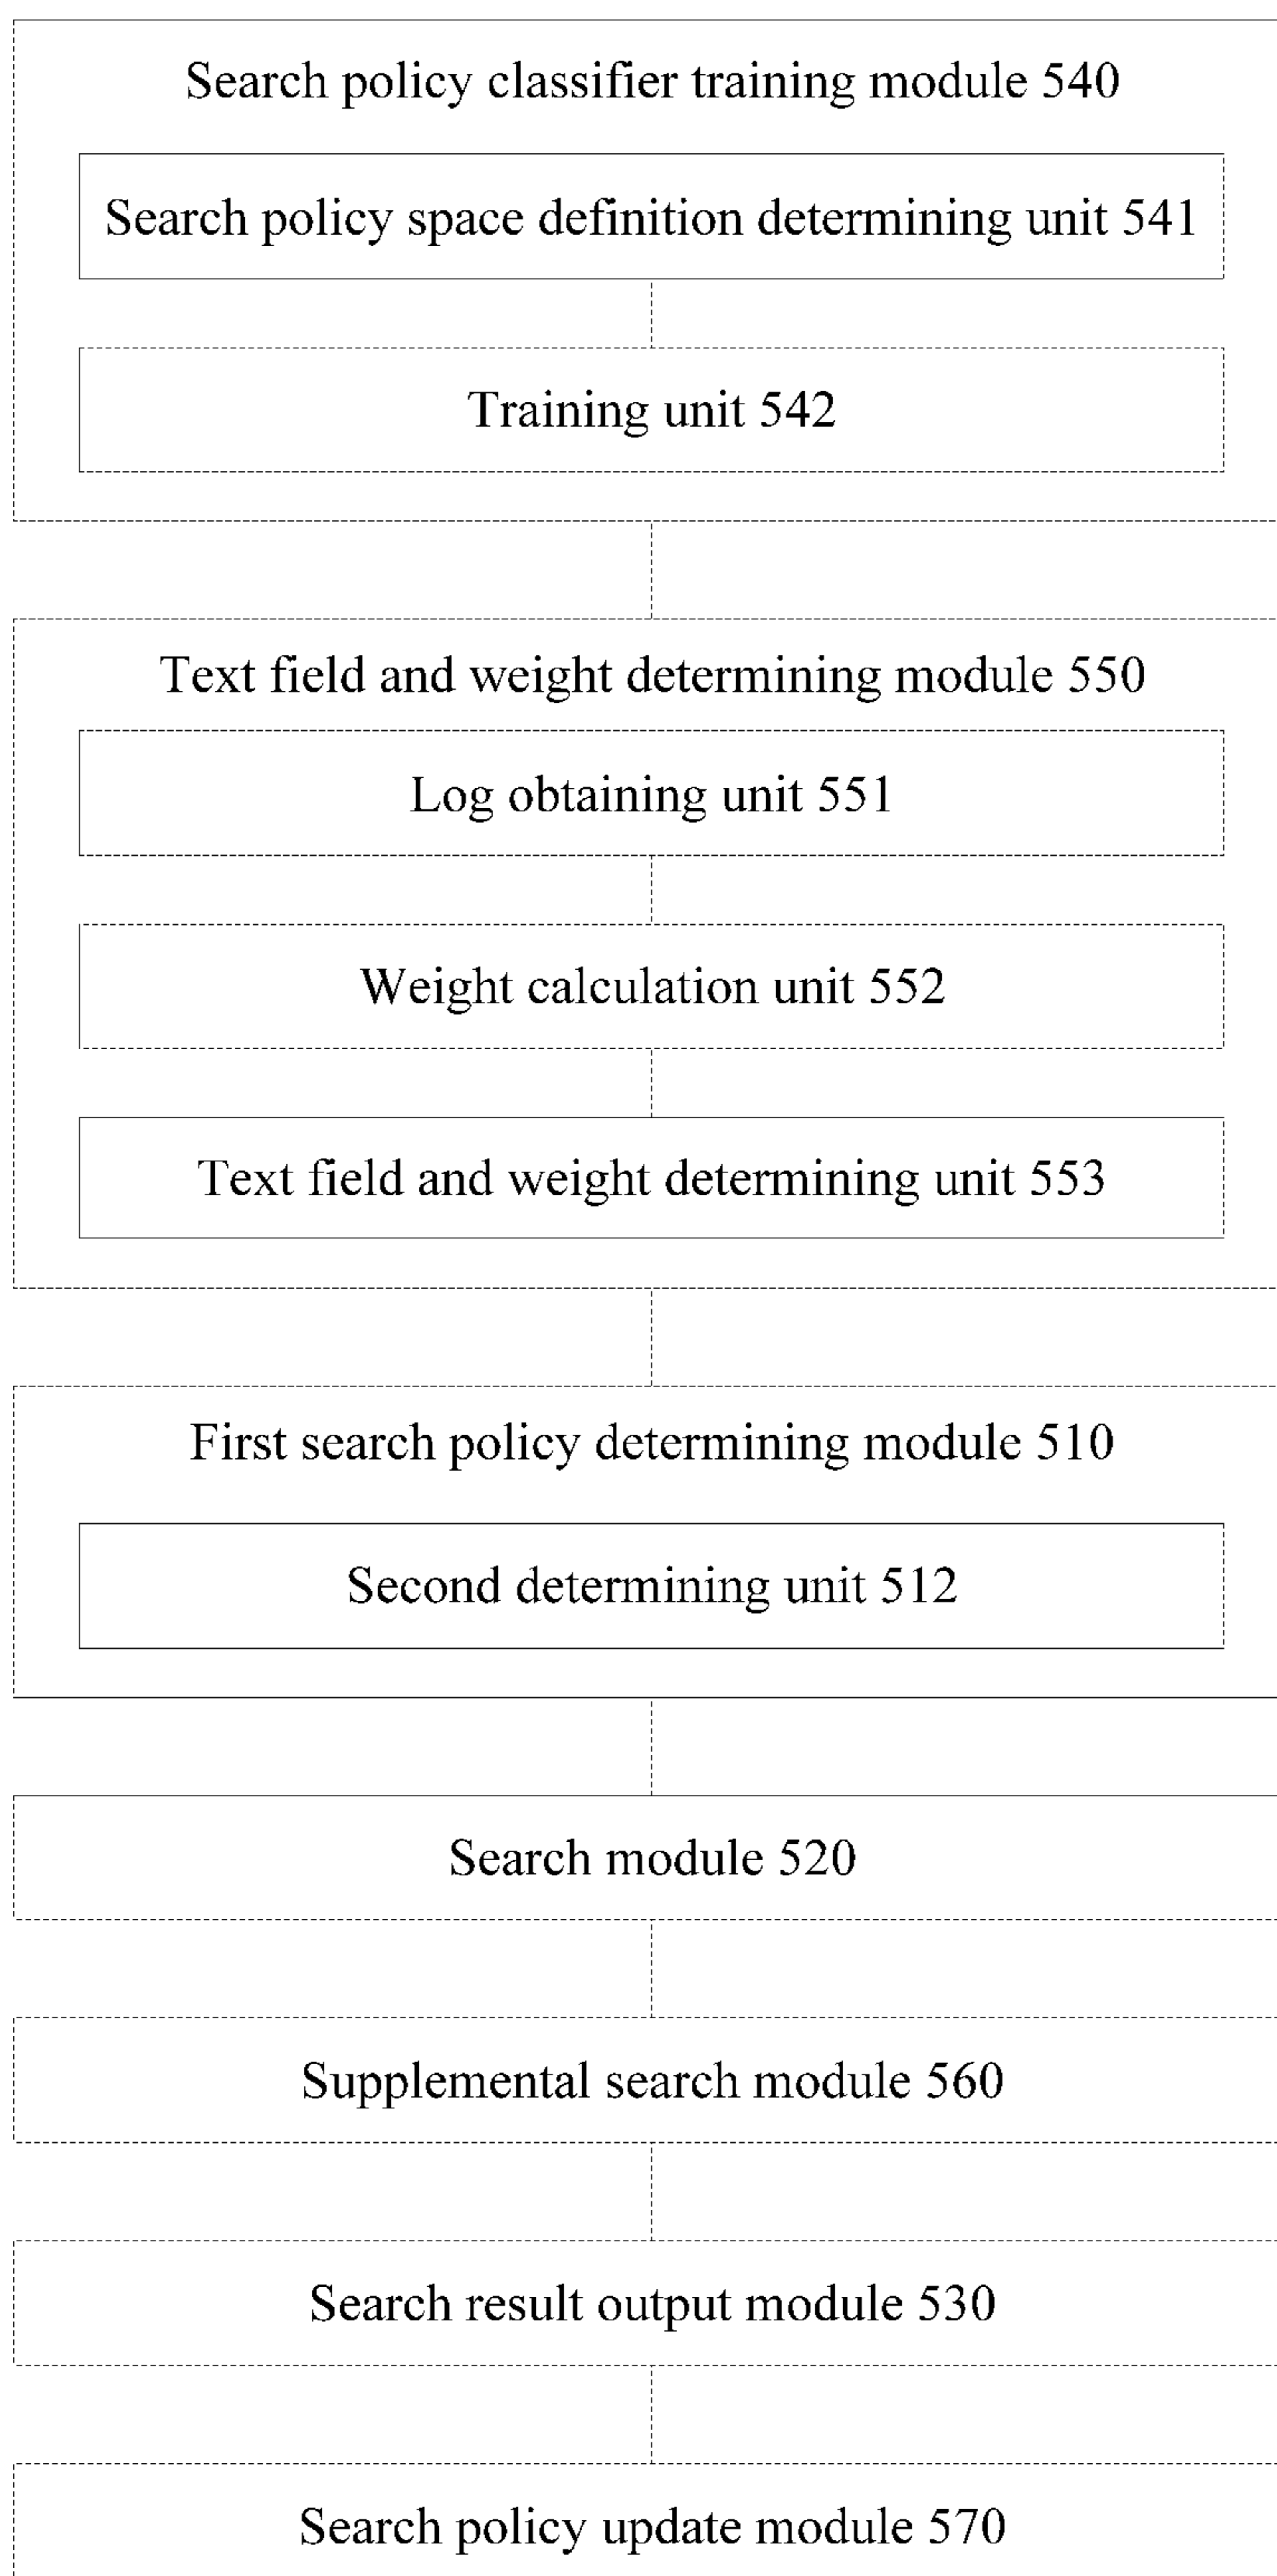 Search policy classifier training module 540
Search policy space definition determining unit 541
Training unit 542
Text field and weight determining module 550
Log obtaining unit 551
Weight calculation unit 552
Text field and weight determining unit 553
First search policy determining module 510
Second determining unit 512
Search module 520
Supplemental search module 560
Search result output module 530
Search policy update module 570